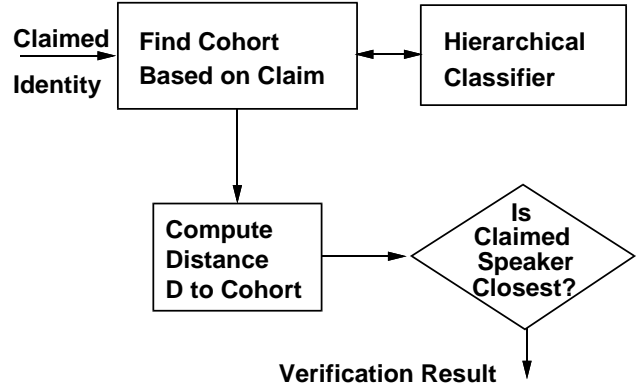 Claimed
Identity
Find Cohort
Based on Claim
Hierarchical
Classifier
Compute
Distance
D to Cohort
Is
Claimed
Speaker
Closest?
Verification Result